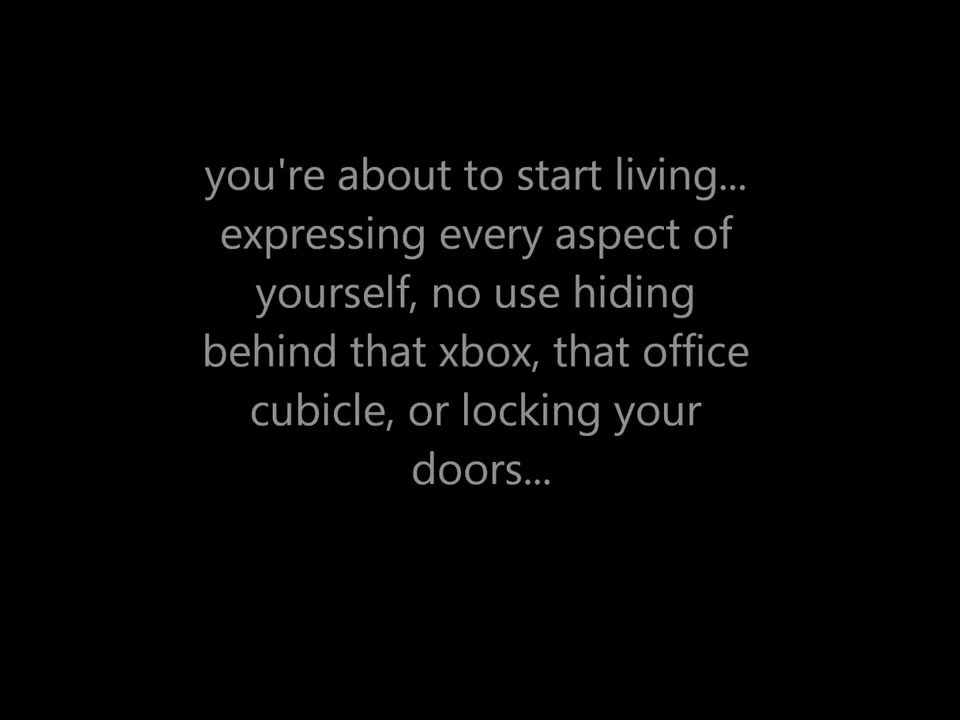 you're about to start living...
expressing every aspect of
yourself, no use hiding
behind that xbox, that office
cubicle, or locking your
doors...